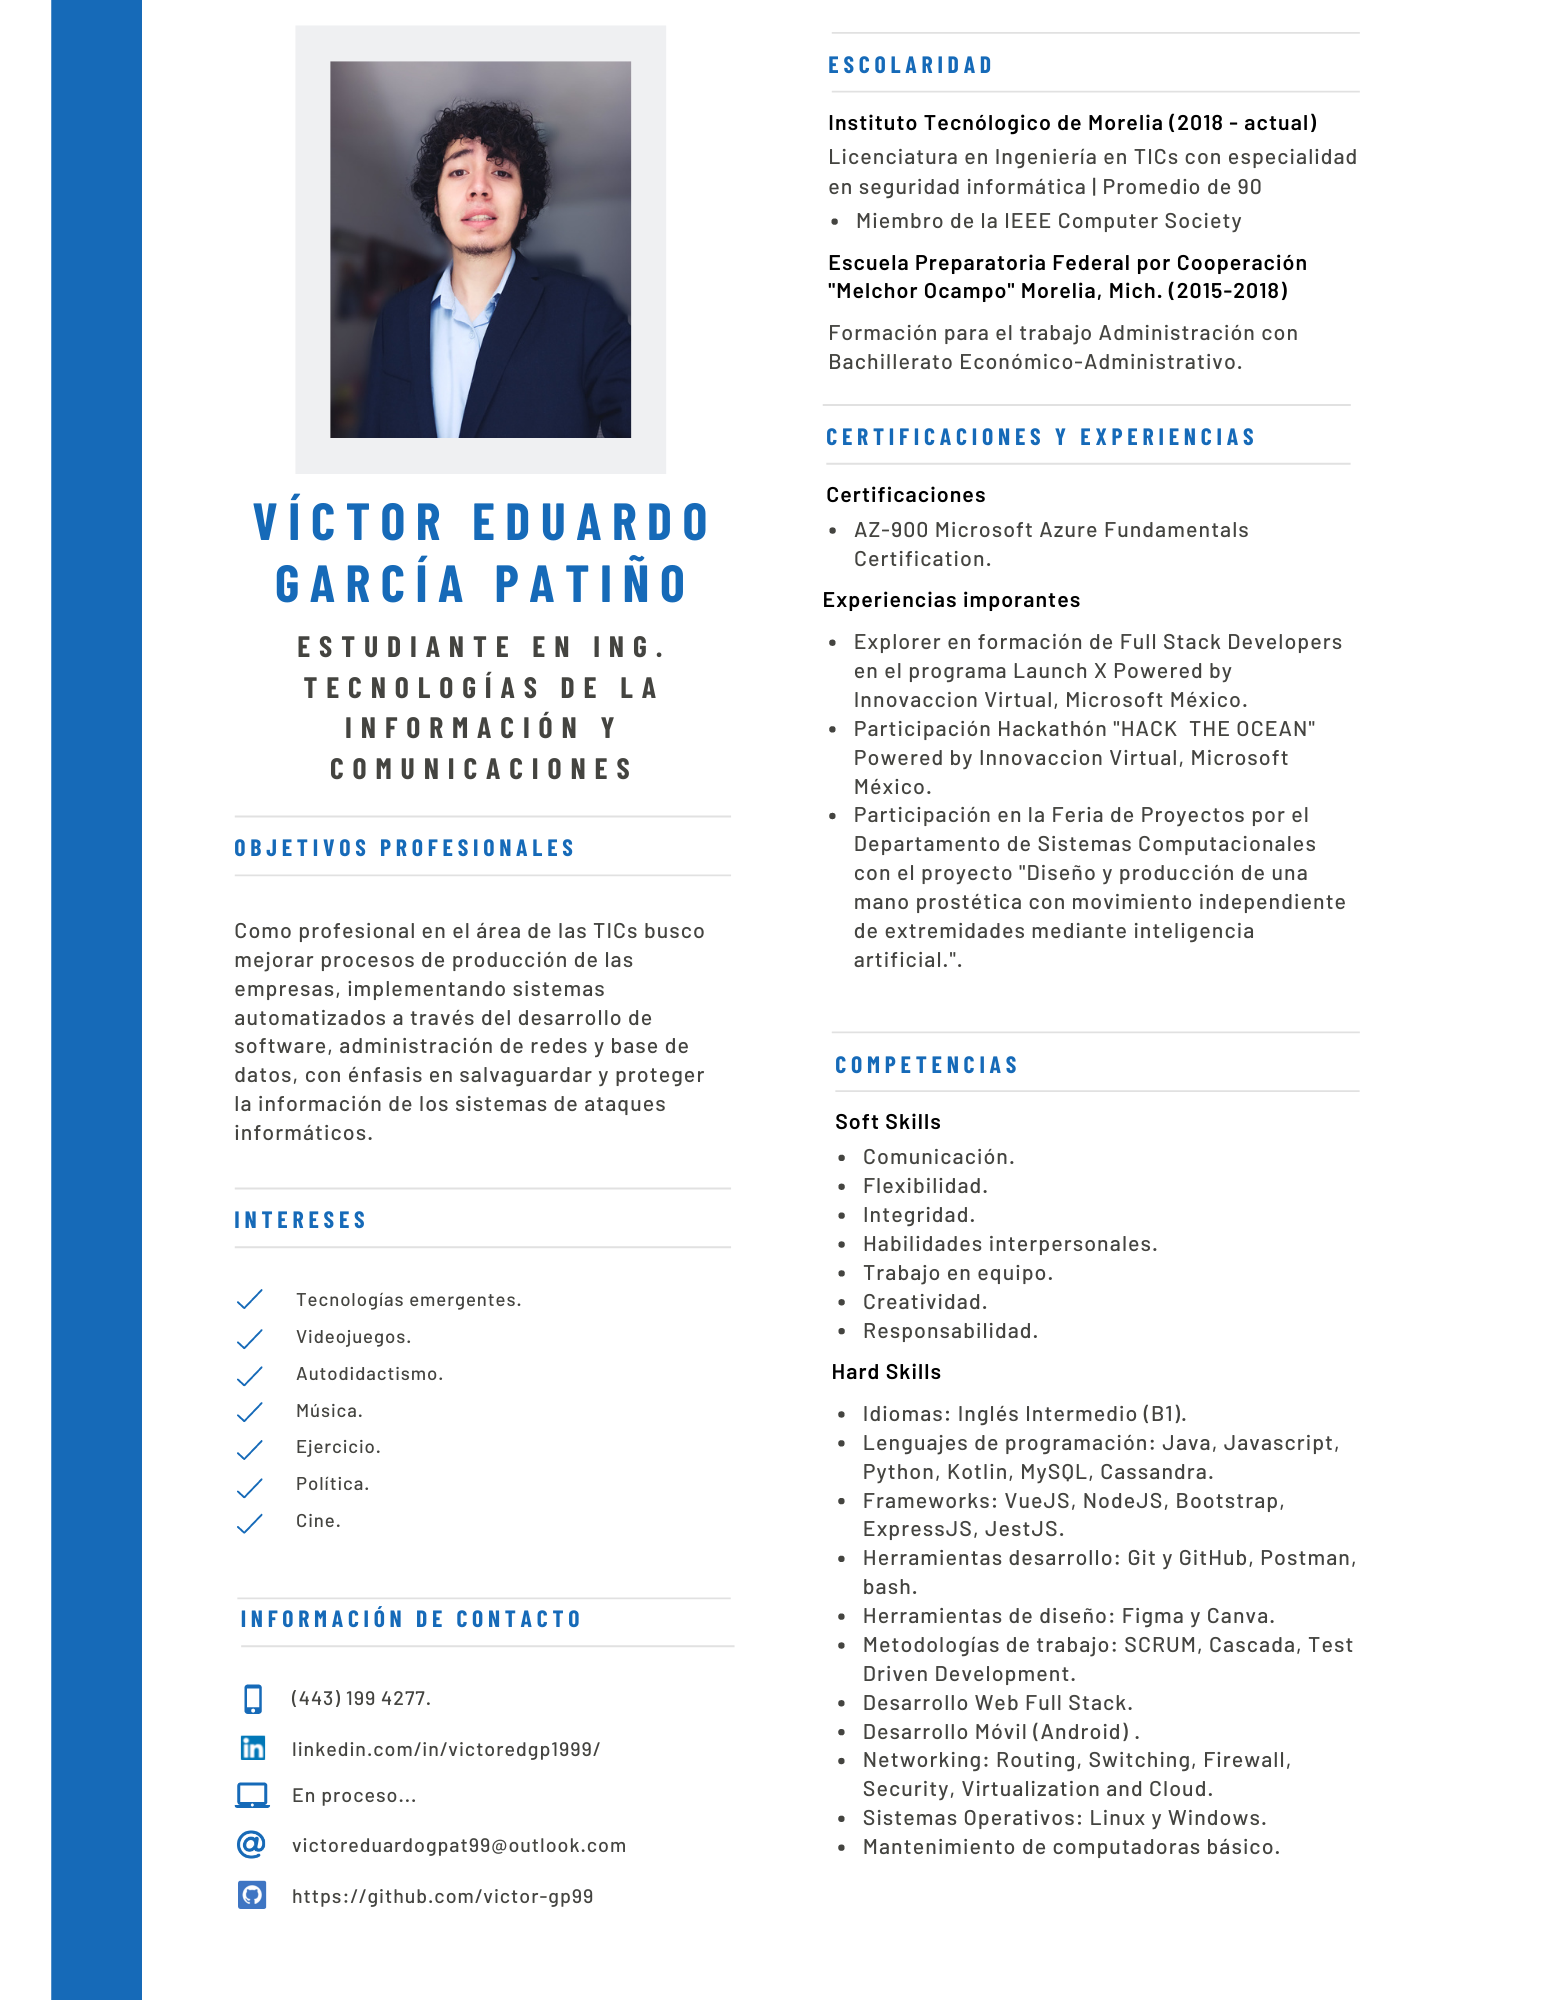 VÍCTOR EDUARDO
GARCÍA PATIÑO
ESTUDIANTE EN ING.
TECNOLOGÍAS DE LA
INFORMACIÓN Y
COMUNICACIONES
OBJETIVOS PROFESIONALES
Como profesional en el área de las TICs busco
mejorar procesos de producción de las
empresas, implementando sistemas
automatizados a través del desarrollo de
software, administración de redes y base de
datos, con énfasis en salvaguardar y proteger
la información de los sistemas de ataques
informáticos.
INTERESES
Tecnologías emergentes.
Videojuegos.
Autodidactismo.
Música.
Ejercicio.
Política.
Cine.
INFORMACIÓN DE CONTACTO
(443) 199 4277.
linkedin.com/in/victoredgp1999/
En proceso...
victoreduardogpat99@outlook.com
https://github.com/victor-gp99
ESCOLARIDAD
Instituto Tecnólogico de Morelia (2018 - actual)
Licenciatura en Ingeniería en TICs con especialidad
en seguridad informática | Promedio de 90
• Miembro de la IEEE Computer Society
Escuela Preparatoria Federal por Cooperación
"Melchor Ocampo" Morelia, Mich. (2015-2018)
Formación para el trabajo Administración con
Bachillerato Económico-Administrativo.
CERTIFICACIONES Y EXPERIENCIAS
Certificaciones
• AZ-900 Microsoft Azure Fundamentals
Certification.
Experiencias imporantes
• Explorer en formación de Full Stack Developers
en el programa Launch X Powered by
Innovaccion Virtual, Microsoft México.
• Participación Hackathón "HACK  THE OCEAN"
Powered by Innovaccion Virtual, Microsoft
México.
• Participación en la Feria de Proyectos por el
Departamento de Sistemas Computacionales
con el proyecto "Diseño y producción de una
mano prostética con movimiento independiente
de extremidades mediante inteligencia
artificial.".
COMPETENCIAS
Soft Skills
• Comunicación.
• Flexibilidad.
• Integridad.
• Habilidades interpersonales.
• Trabajo en equipo.
• Creatividad.
• Responsabilidad.
Hard Skills
• Idiomas: Inglés Intermedio (B1).
• Lenguajes de programación: Java, Javascript,
Python, Kotlin, MySQL, Cassandra.
• Frameworks: VueJS, NodeJS, Bootstrap,
ExpressJS, JestJS.
• Herramientas desarrollo: Git y GitHub, Postman,
bash.
• Herramientas de diseño: Figma y Canva.
• Metodologías de trabajo: SCRUM, Cascada, Test
Driven Development.
• Desarrollo Web Full Stack.
• Desarrollo Móvil (Android) .
• Networking: Routing, Switching, Firewall,
Security, Virtualization and Cloud.
• Sistemas Operativos: Linux y Windows.
• Mantenimiento de computadoras básico.